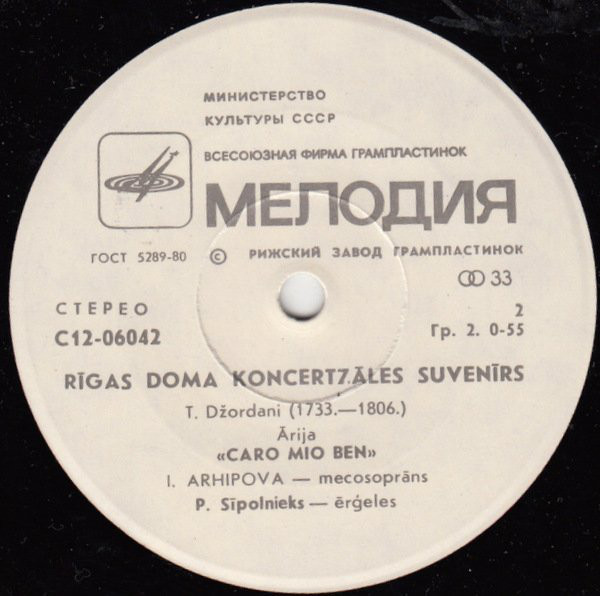 МИНИСТЕРСТВО
КУЛЬТУРЫ СССР
ВСЕСОЮЗНАЯ ФИРМА ГРАМПЛАСТИНОК
МЕЛОДИЯ
ГОСТ 5289-80 © РИЖСКИЙ ЗАВОД ГРАМПЛАСТИНОК
33
СТЕРЕО 2
С12-06042 Гр. 2. 0-55
RĪGAS DOMA KONCERTZĀLES SUVENĪRS
T. Džordani (1733.—1806.)
Ārija
«CARO MIO BEN»
I. ARHIPOVA — mecosoprāns
P. Sīpolnieks — ērģeles